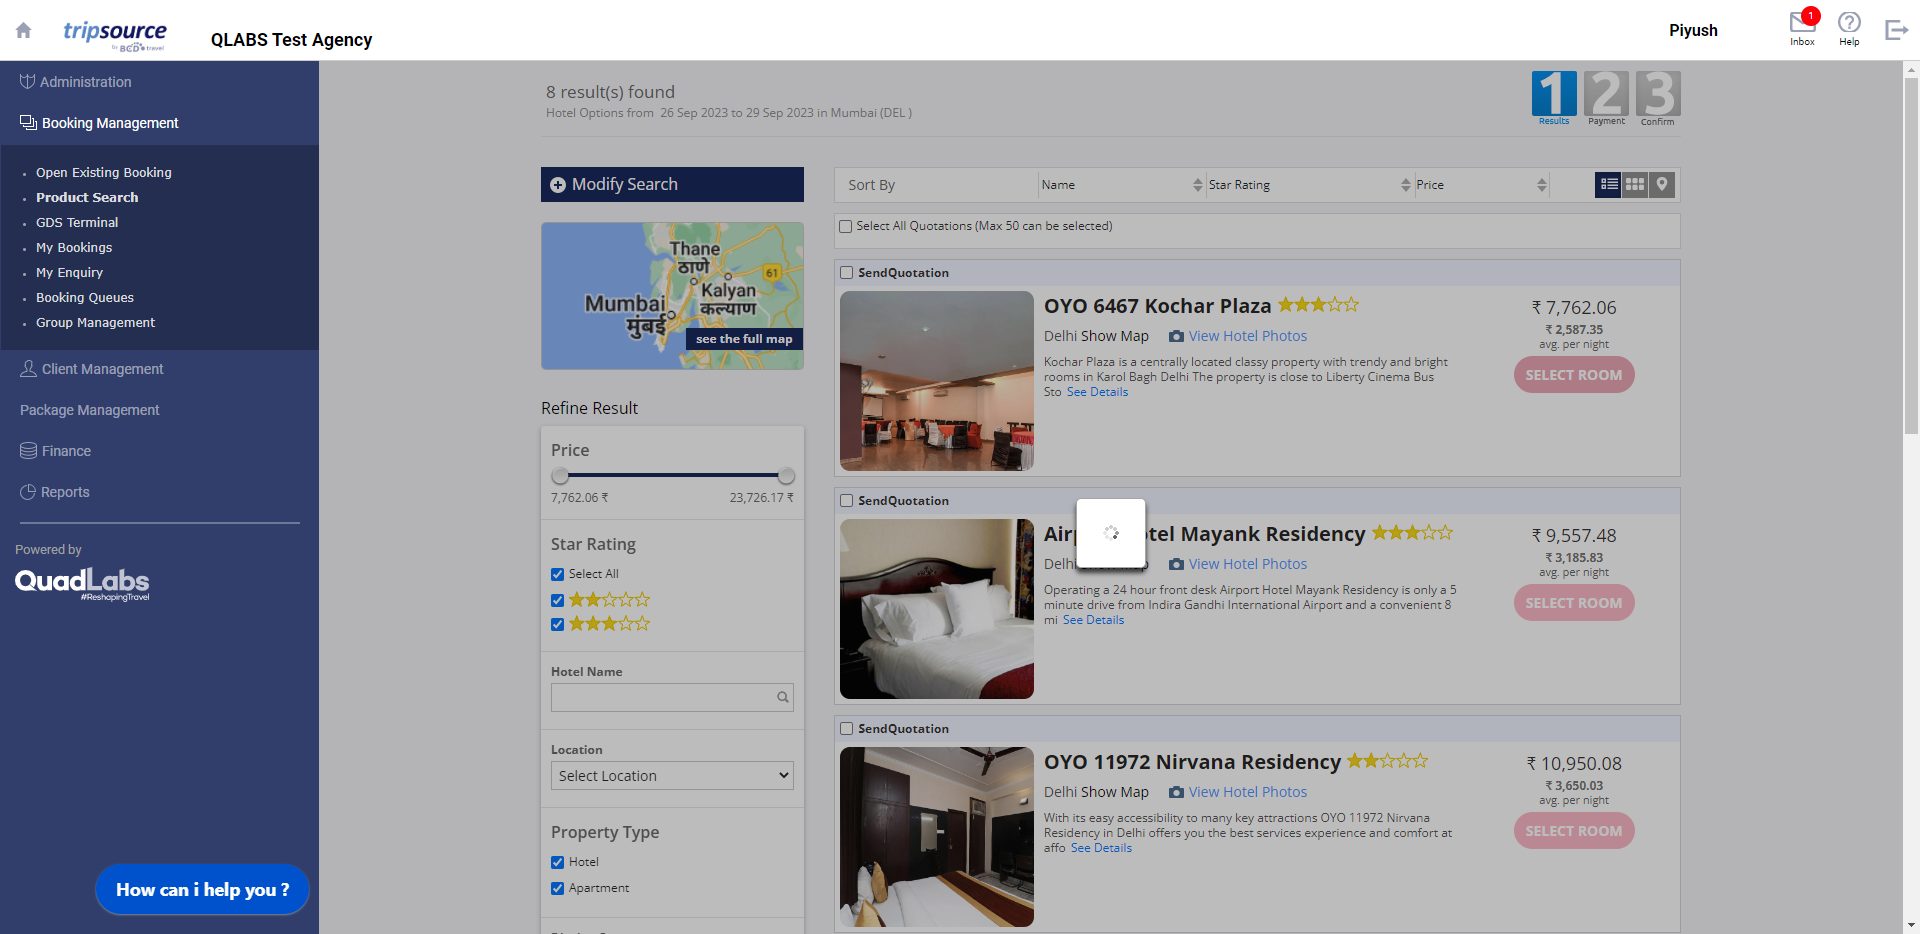 tripsource
by BCD travel
QLABS Test Agency
Piyush
1
Inbox
Help
Administration
Booking Management
Open Existing Booking
Product Search
GDS Terminal
My Bookings
My Enquiry
Booking Queues
Group Management
Client Management
Package Management
Finance
Reports
Powered by
QuadLabs
#ReshapingTravel
How can i help you ?
8 result(s) found
Hotel Options from 26 Sep 2023 to 29 Sep 2023 in Mumbai (DEL )
1 Results
2 Payment
3 Confirm
Modify Search
Thane
ठाणे
61
Kalyan
कल्याण
Mumbai
मुंबई
see the full map
Refine Result
Price
7,762.06 ₹ 23,726.17 ₹
Star Rating
Select All
Hotel Name
Location
Select Location
Property Type
Hotel
Apartment
Sort By Name Star Rating Price
Select All Quotations (Max 50 can be selected)
SendQuotation
OYO 6467 Kochar Plaza
Delhi Show Map View Hotel Photos
Kochar Plaza is a centrally located classy property with trendy and bright
rooms in Karol Bagh Delhi The property is close to Liberty Cinema Bus
Sto See Details
₹ 7,762.06
₹ 2,587.35
avg. per night
SELECT ROOM
SendQuotation
Air tel Mayank Residency
Delhi View Hotel Photos
Operating a 24 hour front desk Airport Hotel Mayank Residency is only a 5
minute drive from Indira Gandhi International Airport and a convenient 8
mi See Details
₹ 9,557.48
₹ 3,185.83
avg. per night
SELECT ROOM
SendQuotation
OYO 11972 Nirvana Residency
Delhi Show Map View Hotel Photos
With its easy accessibility to many key attractions OYO 11972 Nirvana
Residency in Delhi offers you the best services experience and comfort at
affo See Details
₹ 10,950.08
₹ 3,650.03
avg. per night
SELECT ROOM